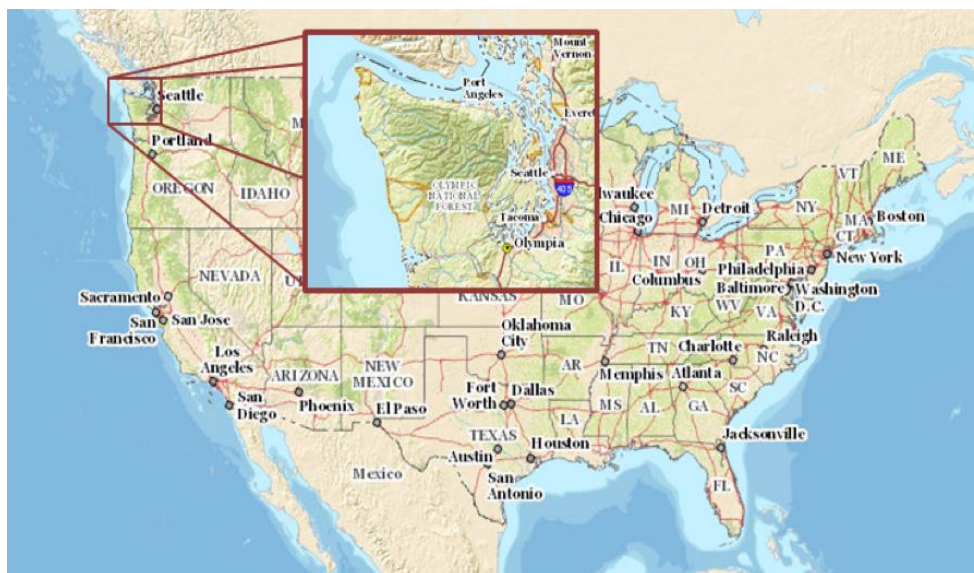 Mount
Vernon
Port
Angeles
Everet
Seattle
Seattle
OLYMPIC
NATIONAL
FOREST
405
Tacoma
Olympia
Portland
OREGON
IDAHO
M
ME
VT
NY
MA
Boston
CT
lwaukee
Chicago
MI
Detroit
New York
PA
Philadelphia
NEVADA
UT
IL
IN
OH
Columbus
Baltimore
Washington
D.C.
WV
VA
KANSAS
MO
KY
Sacramento
San
Francisco
San Jose
Oklahoma
City
Raleigh
TN
Charlotte
NC
Los
Angeles
ARIZONA
NEW
MEXICO
AR
Memphis
Atlanta
SC
San
Diego
Phoenix
El Paso
Fort
Worth
Dallas
MS
AL
GA
LA
TEXAS
Houston
Jacksonville
Austin
Mexico
San
Antonio
FL